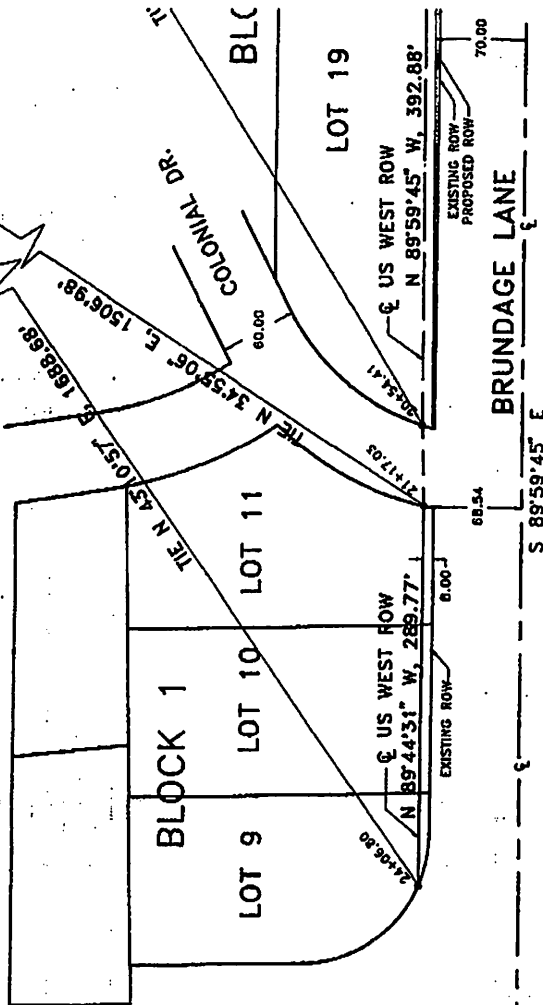 TIE
BLO
LOT 19
COLONIAL DR.
60.00
TIE N 34°55'06" E, 1506'98'
TIE N 43°10'57" E, 1688.68'
BLOCK 1
LOT 9
LOT 10
LOT 11
20+54.41
21+17.03
24+06.80
℄ US WEST ROW
N 89°59'45" W, 392.88'
℄ US WEST ROW
N 89°44'31" W, 289.77'
EXISTING ROW
PROPOSED ROW
EXISTING ROW
8.00
68.54
70.00
BRUNDAGE LANE
S 89°59'45" E
℄
℄